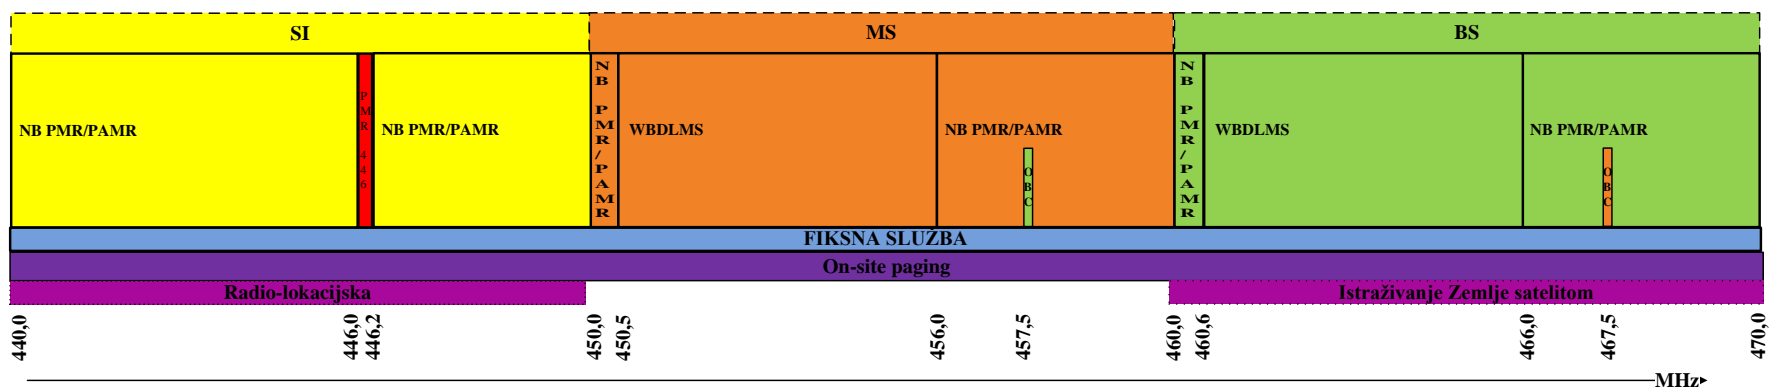 SI MS BS
NB PMR/PAMR
PMR 446
NB PMR/PAMR
NB PMR/PAMR
WBDLMS
NB PMR/PAMR
OBC
NB PMR/PAMR
WBDLMS
NB PMR/PAMR
OBC
FIKSNA SLUŽBA
On-site paging
Radio-lokacijska Istraživanje Zemlje satelitom
440,0 446,0 446,2 450,0 450,5 456,0 457,5 460,0 460,6 466,0 467,5 470,0
MHz